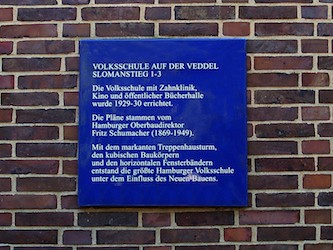 VOLKSSCHULE AUF DER VEDDEL
SLOMANSTIEG 1-3
Die Volksschule mit Zahnklinik,
Kino und öffentlicher Bücherhalle
wurde 1929-30 errichtet.
Die Pläne stammen vom
Hamburger Oberbaudirektor
Fritz Schumacher (1869-1949).
Mit dem markanten Treppenhausturm,
den kubischen Baukörpern
und den horizontalen Fensterbändern
entstand die größte Hamburger Volksschule
unter dem Einfluss des Neuen Bauens.